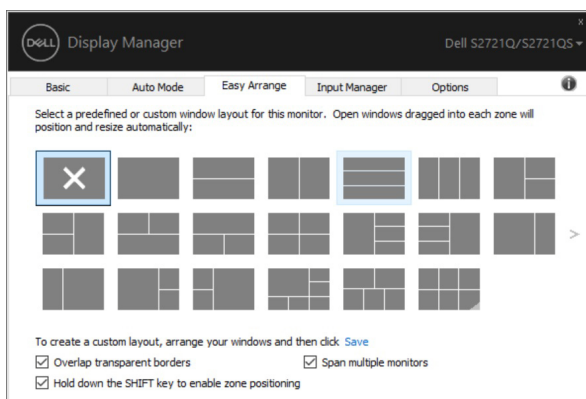 x
DELL Display Manager Dell S2721Q/S2721QS
Basic Auto Mode Easy Arrange Input Manager Options i
Select a predefined or custom window layout for this monitor. Open windows dragged into each zone will
position and resize automatically:
>
To create a custom layout, arrange your windows and then click Save
Overlap transparent borders Span multiple monitors
Hold down the SHIFT key to enable zone positioning